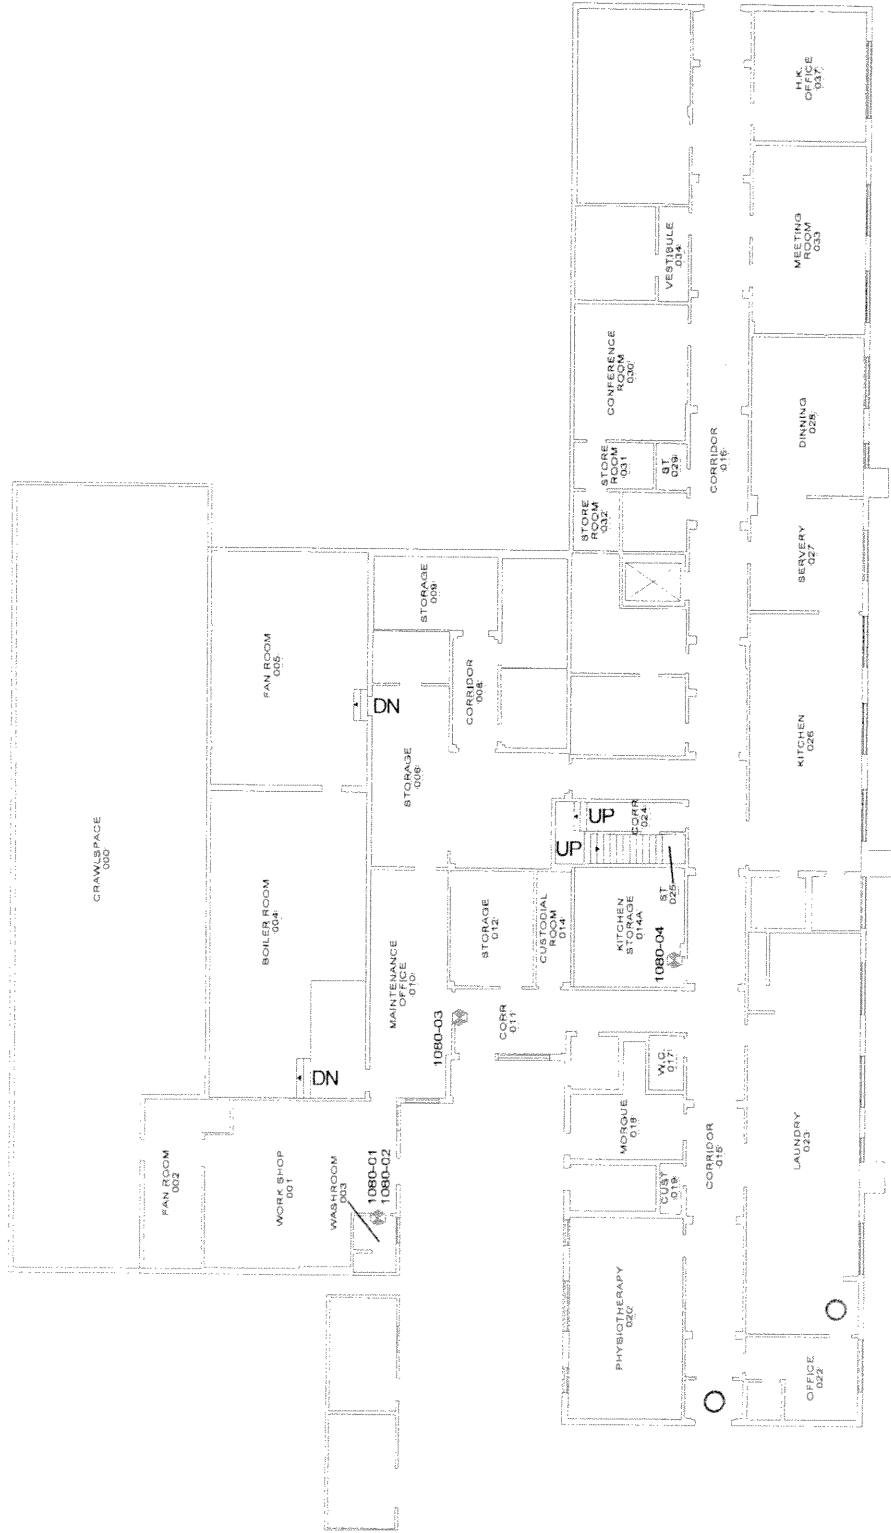 CRAWLSPACE
000
FAN ROOM
002
WORK SHOP
001
WASHROOM
003
1080-01
1080-02
BOILER ROOM
004
DN
FAN ROOM
005
DN
MAINTENANCE
OFFICE
010
1080-03
STORAGE
006
STORAGE
009
CORRIDOR
008
STORAGE
012
CORR
011
CUSTODIAL
ROOM
014
KITCHEN
STORAGE
014A
1080-04
UP
UP
CORR
024
ST
025
STORE
ROOM
032
STORE
ROOM
031
ST
029
CONFERENCE
ROOM
030
VESTIBULE
034
PHYSIOTHERAPY
020
CUST
019
MORGUE
018
W.C
017
CORRIDOR
015
CORRIDOR
016
OFFICE
022
LAUNDRY
023
KITCHEN
026
SERVERY
027
DINNING
028
MEETING
ROOM
033
H.K.
OFFICE
037